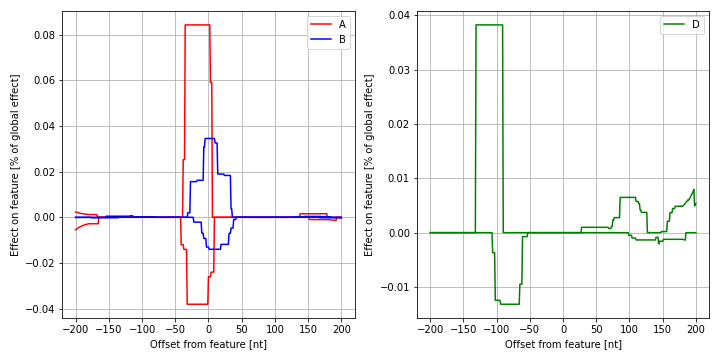 A
B
0.08
0.06
0.04
0.02
0.00
−0.02
−0.04
Effect on feature [% of global effect]
−200 −150 −100 −50 0 50 100 150 200
Offset from feature [nt]
D
0.04
0.03
0.02
0.01
0.00
−0.01
Effect on feature [% of global effect]
−200 −150 −100 −50 0 50 100 150 200
Offset from feature [nt]